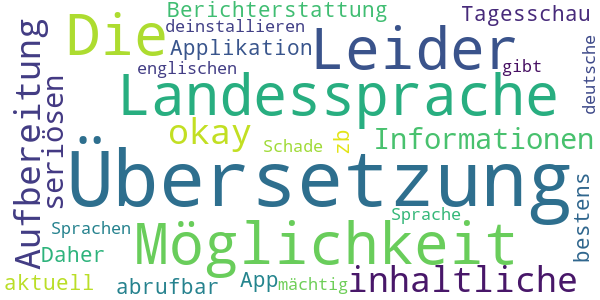 Berichterstattung
Tagesschau
Die
deinstallieren
Leider
Applikation
englischen
gibt
deutsche
Aufbereitung
seriösen
Landessprache
okay
Schade
zb
Informationen
Übersetzung
bestens
Sprachen
Sprache
Möglichkeit
Daher
aktuell
abrufbar
App
mächtig
inhaltliche